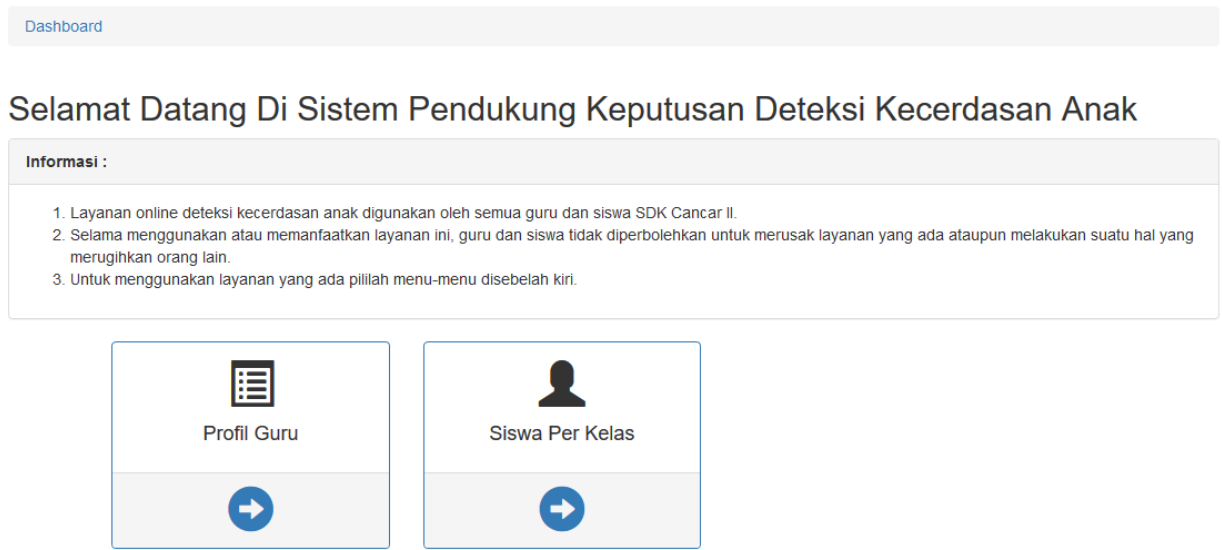 Dashboard
Selamat Datang Di Sistem Pendukung Keputusan Deteksi Kecerdasan Anak
Informasi :
1. Layanan online deteksi kecerdasan anak digunakan oleh semua guru dan siswa SDK Cancar II.
2. Selama menggunakan atau memanfaatkan layanan ini, guru dan siswa tidak diperbolehkan untuk merusak layanan yang ada ataupun melakukan suatu hal yang
merugihkan orang lain.
3. Untuk menggunakan layanan yang ada pililah menu-menu disebelah kiri.
Profil Guru
Siswa Per Kelas